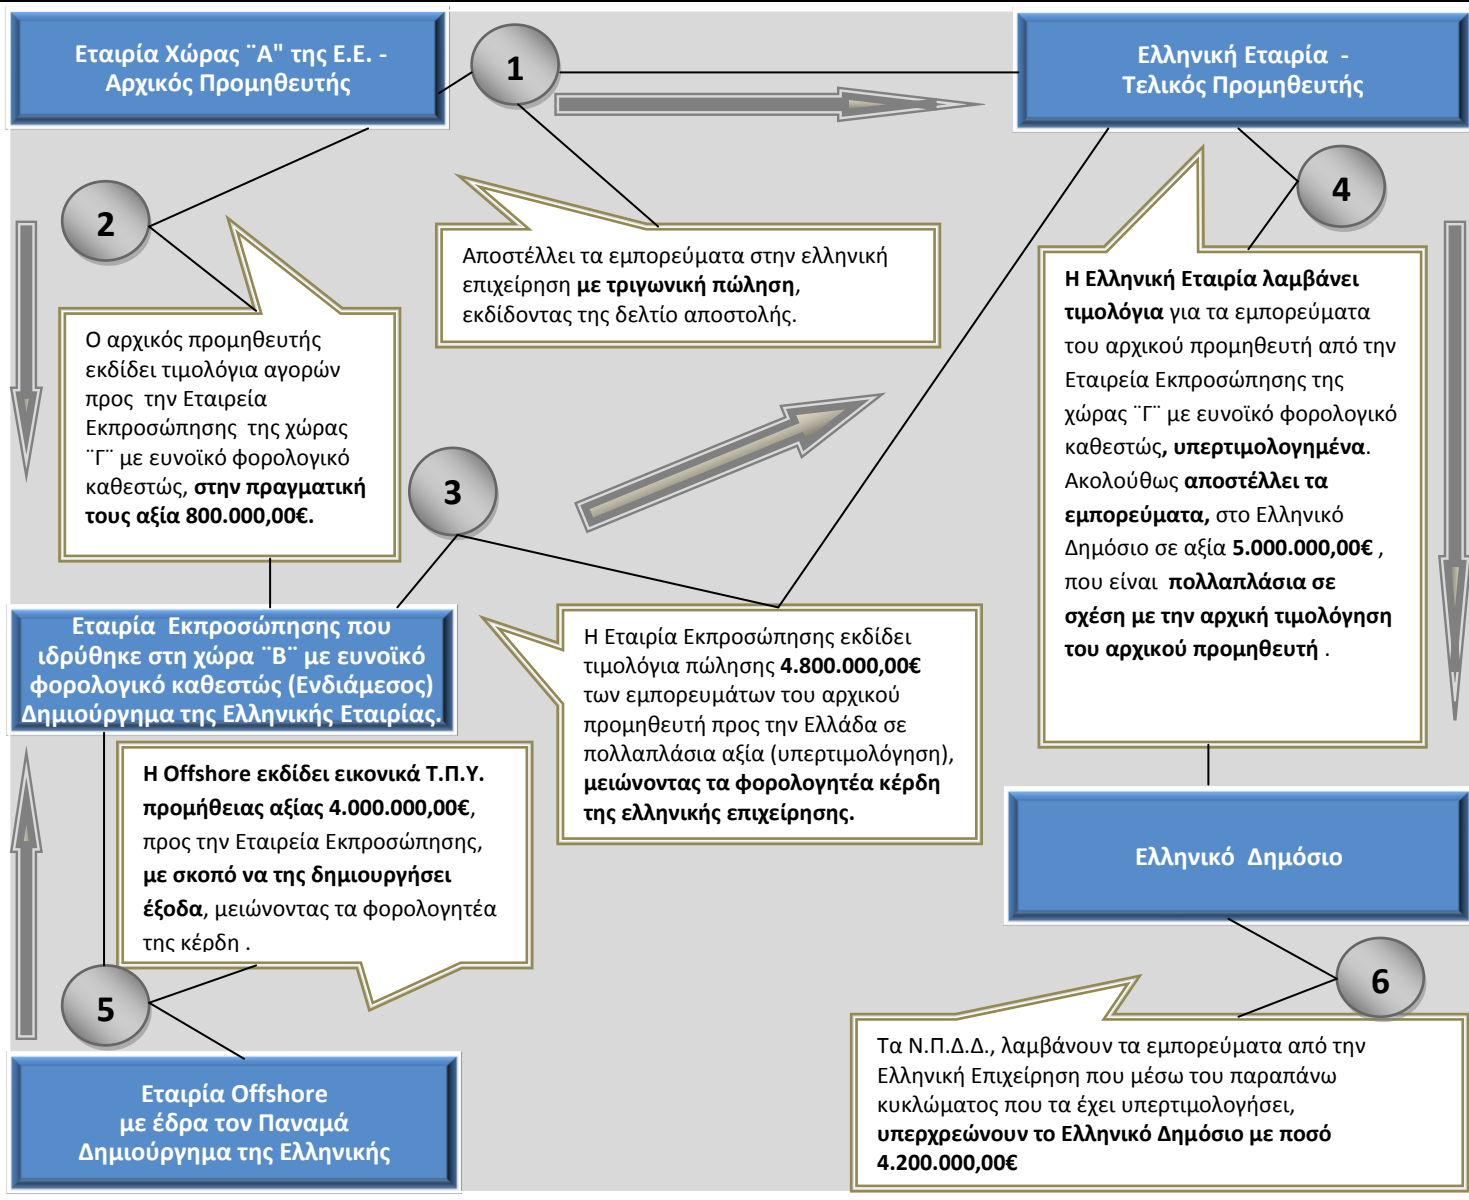 Εταιρία Χώρας ¨Α" της Ε.Ε. -
Αρχικός Προμηθευτής
1
Ελληνική Εταιρία -
Τελικός Προμηθευτής
2
4
Αποστέλλει τα εμπορεύματα στην ελληνική
επιχείρηση με τριγωνική πώληση,
εκδίδοντας της δελτίο αποστολής.
Ο αρχικός προμηθευτής
εκδίδει τιμολόγια αγορών
προς την Εταιρεία
Εκπροσώπησης της χώρας
¨Γ¨ με ευνοϊκό φορολογικό
καθεστώς, στην πραγματική
τους αξία 800.000,00€.
Η Ελληνική Εταιρία λαμβάνει
τιμολόγια για τα εμπορεύματα
του αρχικού προμηθευτή από την
Εταιρεία Εκπροσώπησης της
χώρας ¨Γ¨ με ευνοϊκό φορολογικό
καθεστώς, υπερτιμολογημένα.
Ακολούθως αποστέλλει τα
εμπορεύματα, στο Ελληνικό
Δημόσιο σε αξία 5.000.000,00€ ,
που είναι πολλαπλάσια σε
σχέση με την αρχική τιμολόγηση
του αρχικού προμηθευτή .
3
Εταιρία Εκπροσώπησης που
ιδρύθηκε στη χώρα ¨Β¨ με ευνοϊκό
φορολογικό καθεστώς (Ενδιάμεσος)
Δημιούργημα της Ελληνικής Εταιρίας.
Η Εταιρία Εκπροσώπησης εκδίδει
τιμολόγια πώλησης 4.800.000,00€
των εμπορευμάτων του αρχικού
προμηθευτή προς την Ελλάδα σε
πολλαπλάσια αξία (υπερτιμολόγηση),
μειώνοντας τα φορολογητέα κέρδη
της ελληνικής επιχείρησης.
Η Offshore εκδίδει εικονικά Τ.Π.Υ.
προμήθειας αξίας 4.000.000,00€,
προς την Εταιρεία Εκπροσώπησης,
με σκοπό να της δημιουργήσει
έξοδα, μειώνοντας τα φορολογητέα
της κέρδη .
Ελληνικό Δημόσιο
5
6
Εταιρία Offshore
με έδρα τον Παναμά
Δημιούργημα της Ελληνικής
Τα Ν.Π.Δ.Δ., λαμβάνουν τα εμπορεύματα από την
Ελληνική Επιχείρηση που μέσω του παραπάνω
κυκλώματος που τα έχει υπερτιμολογήσει,
υπερχρεώνουν το Ελληνικό Δημόσιο με ποσό
4.200.000,00€